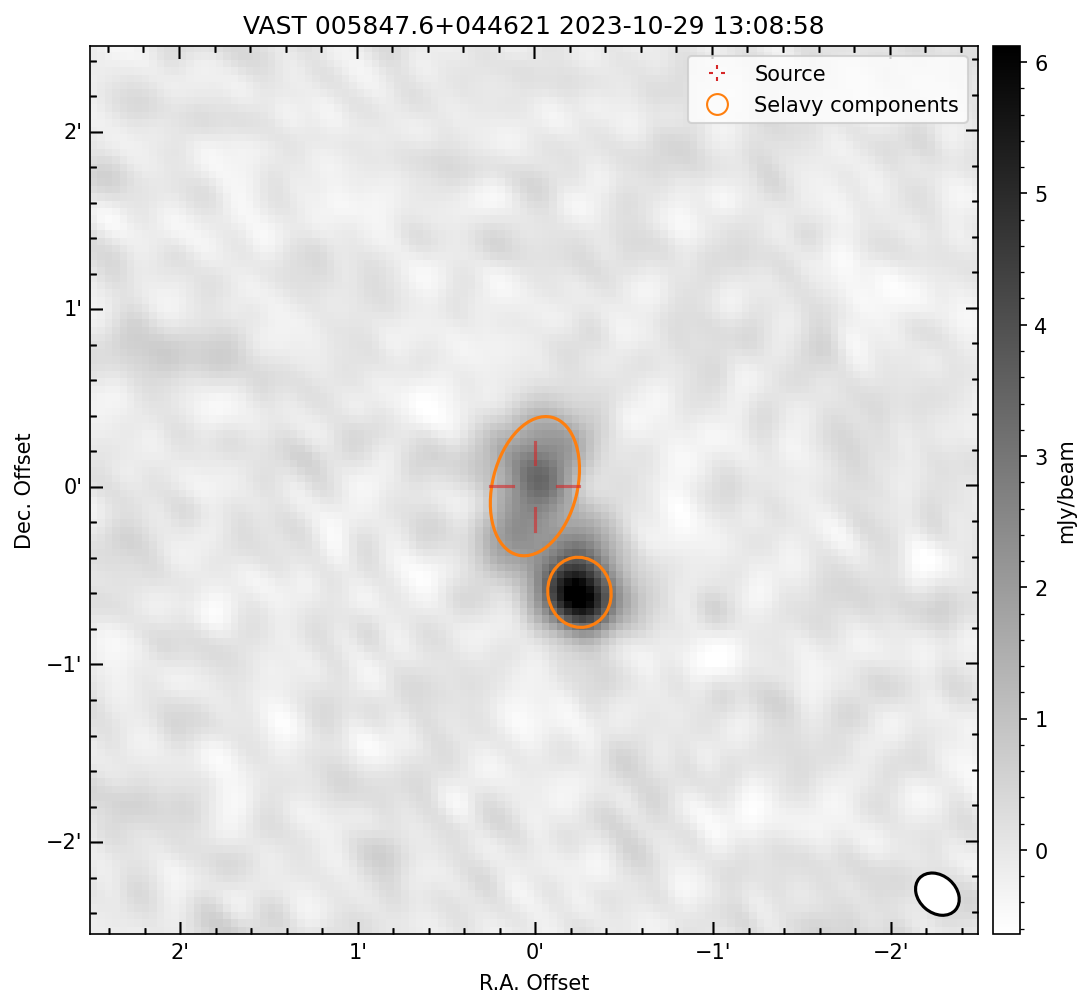 VAST 005847.6+044621 2023-10-29 13:08:58
Source
Selavy components
2'
1'
0'
−1'
−2'
Dec. Offset
2'
1'
0'
−1'
−2'
R.A. Offset
6
5
4
3
2
1
0
mJy/beam